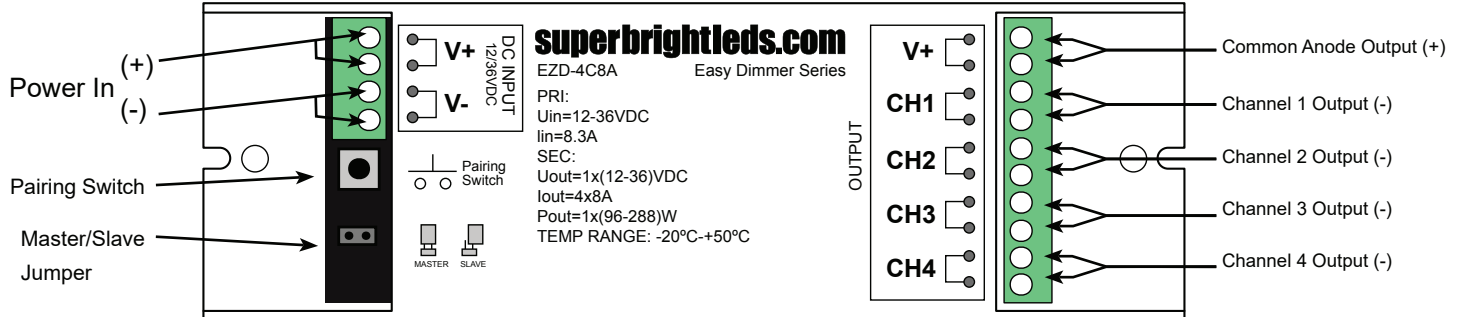 Power In
(+)
(-)
Pairing Switch
Master/Slave
Jumper
V+
V-
DC INPUT
12/36VDC
Pairing
Switch
MASTER SLAVE
superbrightleds.com
EZD-4C8A Easy Dimmer Series
PRI:
Uin=12-36VDC
Iin=8.3A
SEC:
Uout=1x(12-36)VDC
Iout=4x8A
Pout=1x(96-288)W
TEMP RANGE: -20ºC-+50ºC
OUTPUT
V+
CH1
CH2
CH3
CH4
Common Anode Output (+)
Channel 1 Output (-)
Channel 2 Output (-)
Channel 3 Output (-)
Channel 4 Output (-)